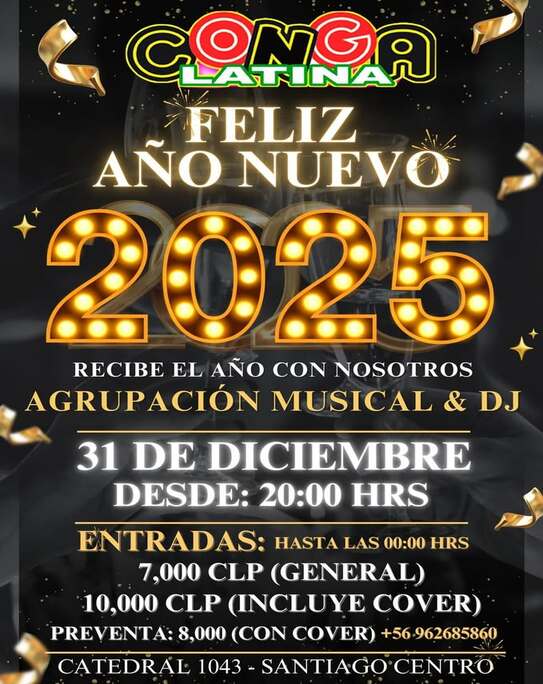 CONGA
LATINA
FELIZ
AÑO NUEVO
2025
RECIBE EL AÑO CON NOSOTROS
AGRUPACIÓN MUSICAL & DJ
31 DE DICIEMBRE
DESDE: 20:00 HRS
ENTRADAS: HASTA LAS 00:00 HRS
7,000 CLP (GENERAL)
10,000 CLP (INCLUYE COVER)
PREVENTA: 8,000 (CON COVER) +56 962685860
CATEDRAL 1043 - SANTIAGO CENTRO